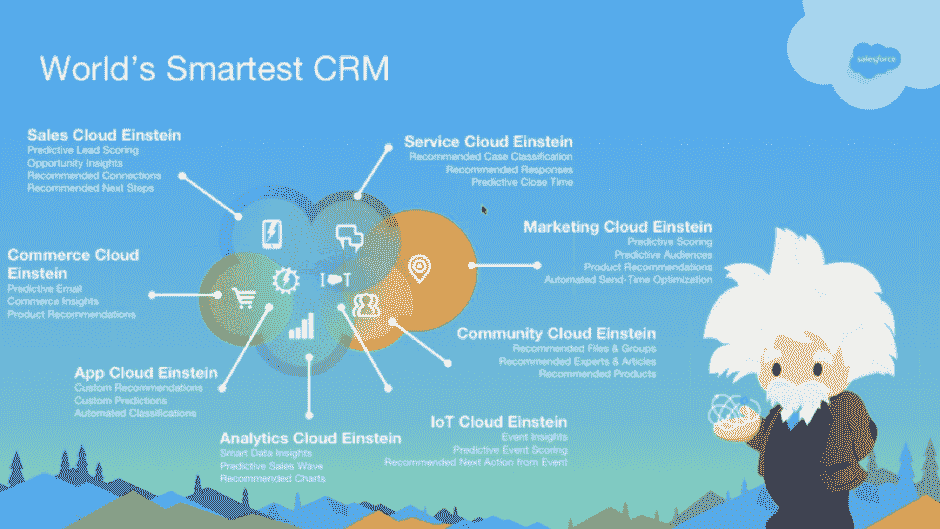 World's Smartest CRM
salesforce
Sales Cloud Einstein
Predictive Lead Scoring
Opportunity Insights
Recommended Connections
Recommended Next Steps
Service Cloud Einstein
Recommended Case Classification
Recommended Responses
Predictive Close Time
Commerce Cloud
Einstein
Predictive Email
Commerce Insights
Product Recommendations
Marketing Cloud Einstein
Predictive Scoring
Predictive Audiences
Product Recommendations
Automated Send-Time Optimization
I T
Community Cloud Einstein
Recommended Files & Groups
Recommended Experts & Articles
Recommended Products
App Cloud Einstein
Custom Recommendations
Custom Predictions
Automated Classifications
IoT Cloud Einstein
Event Insights
Predictive Event Scoring
Recommended Next Action from Event
Analytics Cloud Einstein
Smart Data Insights
Predictive Sales Wave
Recommended Charts